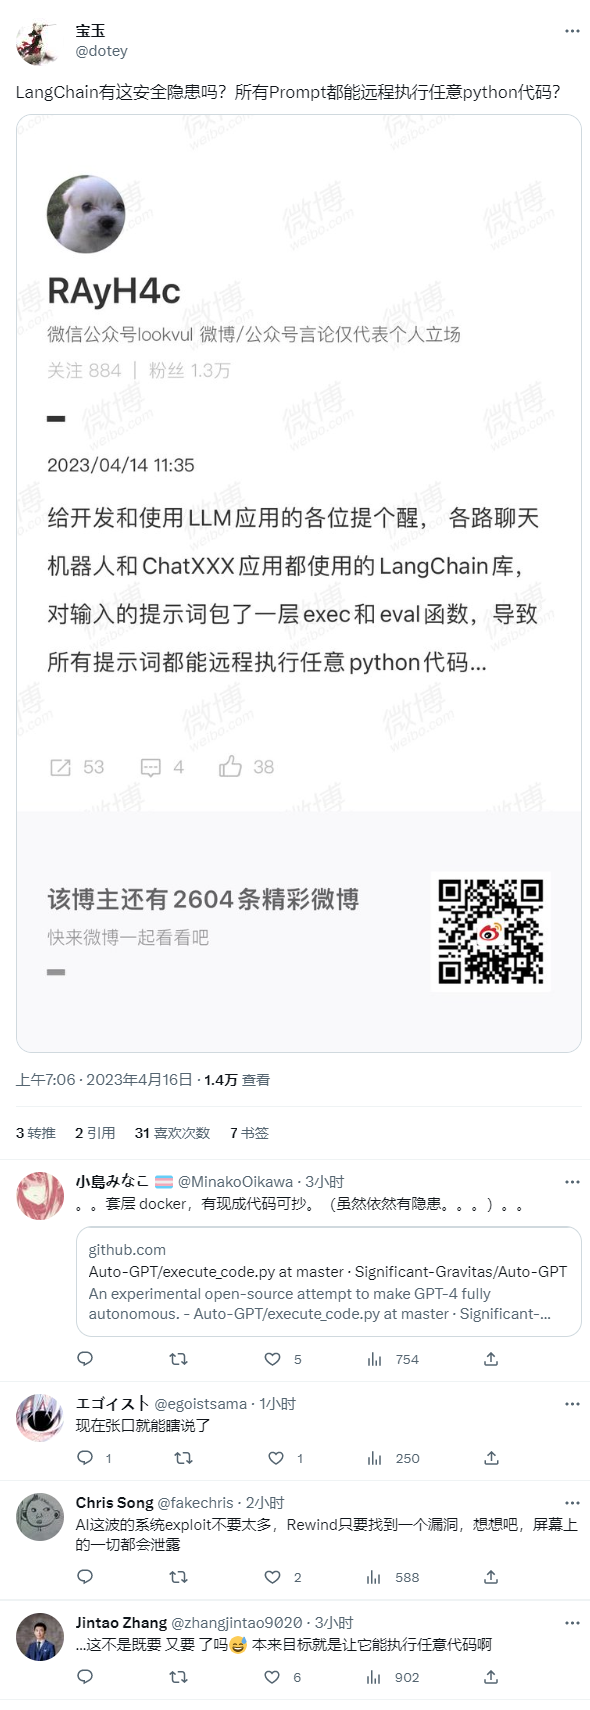 宝玉
@dotey
LangChain有这安全隐患吗？所有Prompt都能远程执行任意python代码？
RAyH4c
微信公众号lookvul 微博/公众号言论仅代表个人立场
关注 884 | 粉丝 1.3万
2023/04/14 11:35
给开发和使用LLM应用的各位提个醒，各路聊天
机器人和ChatXXX应用都使用的LangChain库，
对输入的提示词包了一层exec和eval函数，导致
所有提示词都能远程执行任意python代码...
53 4 38
该博主还有2604条精彩微博
快来微博一起看看吧
上午7:06 · 2023年4月16日 · 1.4万 查看
3 转推 2 引用 31 喜欢次数 7 书签
小島みなこ @MinakoOikawa · 3小时
。。套层 docker，有现成代码可抄。（虽然依然有隐患。。。）。。
github.com
Auto-GPT/execute_code.py at master · Significant-Gravitas/Auto-GPT
An experimental open-source attempt to make GPT-4 fully
autonomous. - Auto-GPT/execute_code.py at master · Significant-...
5 754
エゴイスト @egoistsama · 1小时
现在张口就能瞎说了
1 1 250
Chris Song @fakechris · 2小时
AI这波的系统exploit不要太多，Rewind只要找到一个漏洞，想想吧，屏幕上
的一切都会泄露
2 588
Jintao Zhang @zhangjintao9020 · 3小时
...这不是既要 又要 了吗😅 本来目标就是让它能执行任意代码啊
6 902
微博
weibo.com